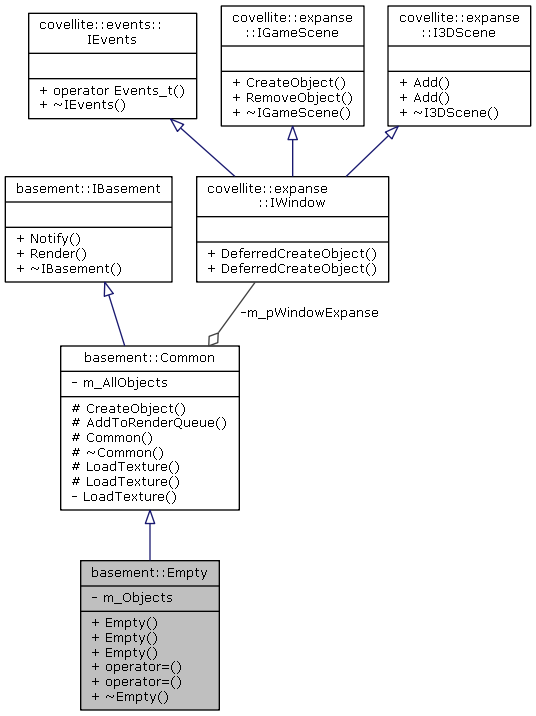 covellite::events::
IEvents
+ operator Events_t()
+ ~IEvents()
covellite::expanse
::IGameScene
+ CreateObject()
+ RemoveObject()
+ ~IGameScene()
covellite::expanse
::I3DScene
+ Add()
+ Add()
+ ~I3DScene()
basement::IBasement
+ Notify()
+ Render()
+ ~IBasement()
covellite::expanse
::IWindow
+ DeferredCreateObject()
+ DeferredCreateObject()
-m_pWindowExpanse
basement::Common
- m_AllObjects
# CreateObject()
# AddToRenderQueue()
# Common()
# ~Common()
# LoadTexture()
# LoadTexture()
- LoadTexture()
basement::Empty
- m_Objects
+ Empty()
+ Empty()
+ Empty()
+ operator=()
+ operator=()
+ ~Empty()